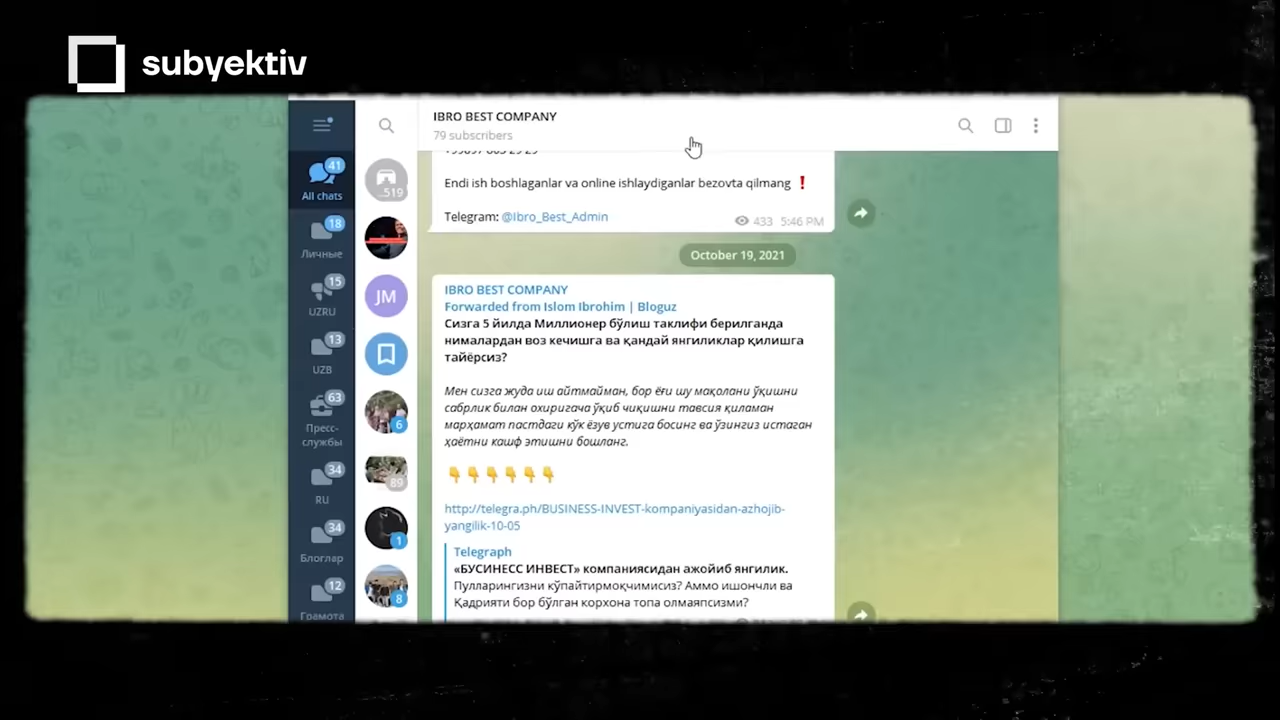 subyektiv
IBRO BEST COMPANY
79 subscribers
Endi ish boshlaganlar va online ishlaydiganlar bezovta qilmang ❗
Telegram: @Ibro_Best_Admin
433 5:46 PM
October 19, 2021
IBRO BEST COMPANY
Forwarded from Islom Ibrohim | Bloguz
Сизга 5 йилда Миллионер бўлиш таклифи берилганда
нималардан воз кечишга ва қандай янгиликлар қилишга
тайёрсиз?
Мен сизга жуда иш айтмайман, бор ёғи шу мақолани ўқишни
сабрлик билан охиригача ўқиб чиқишни тавсия қиламан
марҳамат пастдаги кўк ёзув устига босинг ва ўзингиз истаган
ҳаётни кашф этишни бошланг.
👇👇👇👇👇👇
http://telegra.ph/BUSINESS-INVEST-kompaniyasidan-azhojib-
yangilik-10-05
Telegraph
«БУСИНЕСС ИНВЕСТ» компаниясидан ажойиб янгилик.
Пулларингизни кўпайтирмоқчимисиз? Аммо ишончли ва
Қадрияти бор бўлган корхона топа олмаяпсизми?
41
All chats
18
Личные
15
UZRU
13
UZB
63
Пресс-
службы
34
RU
34
Блоглар
12
Грамота
..519
JM
6
89
1
8